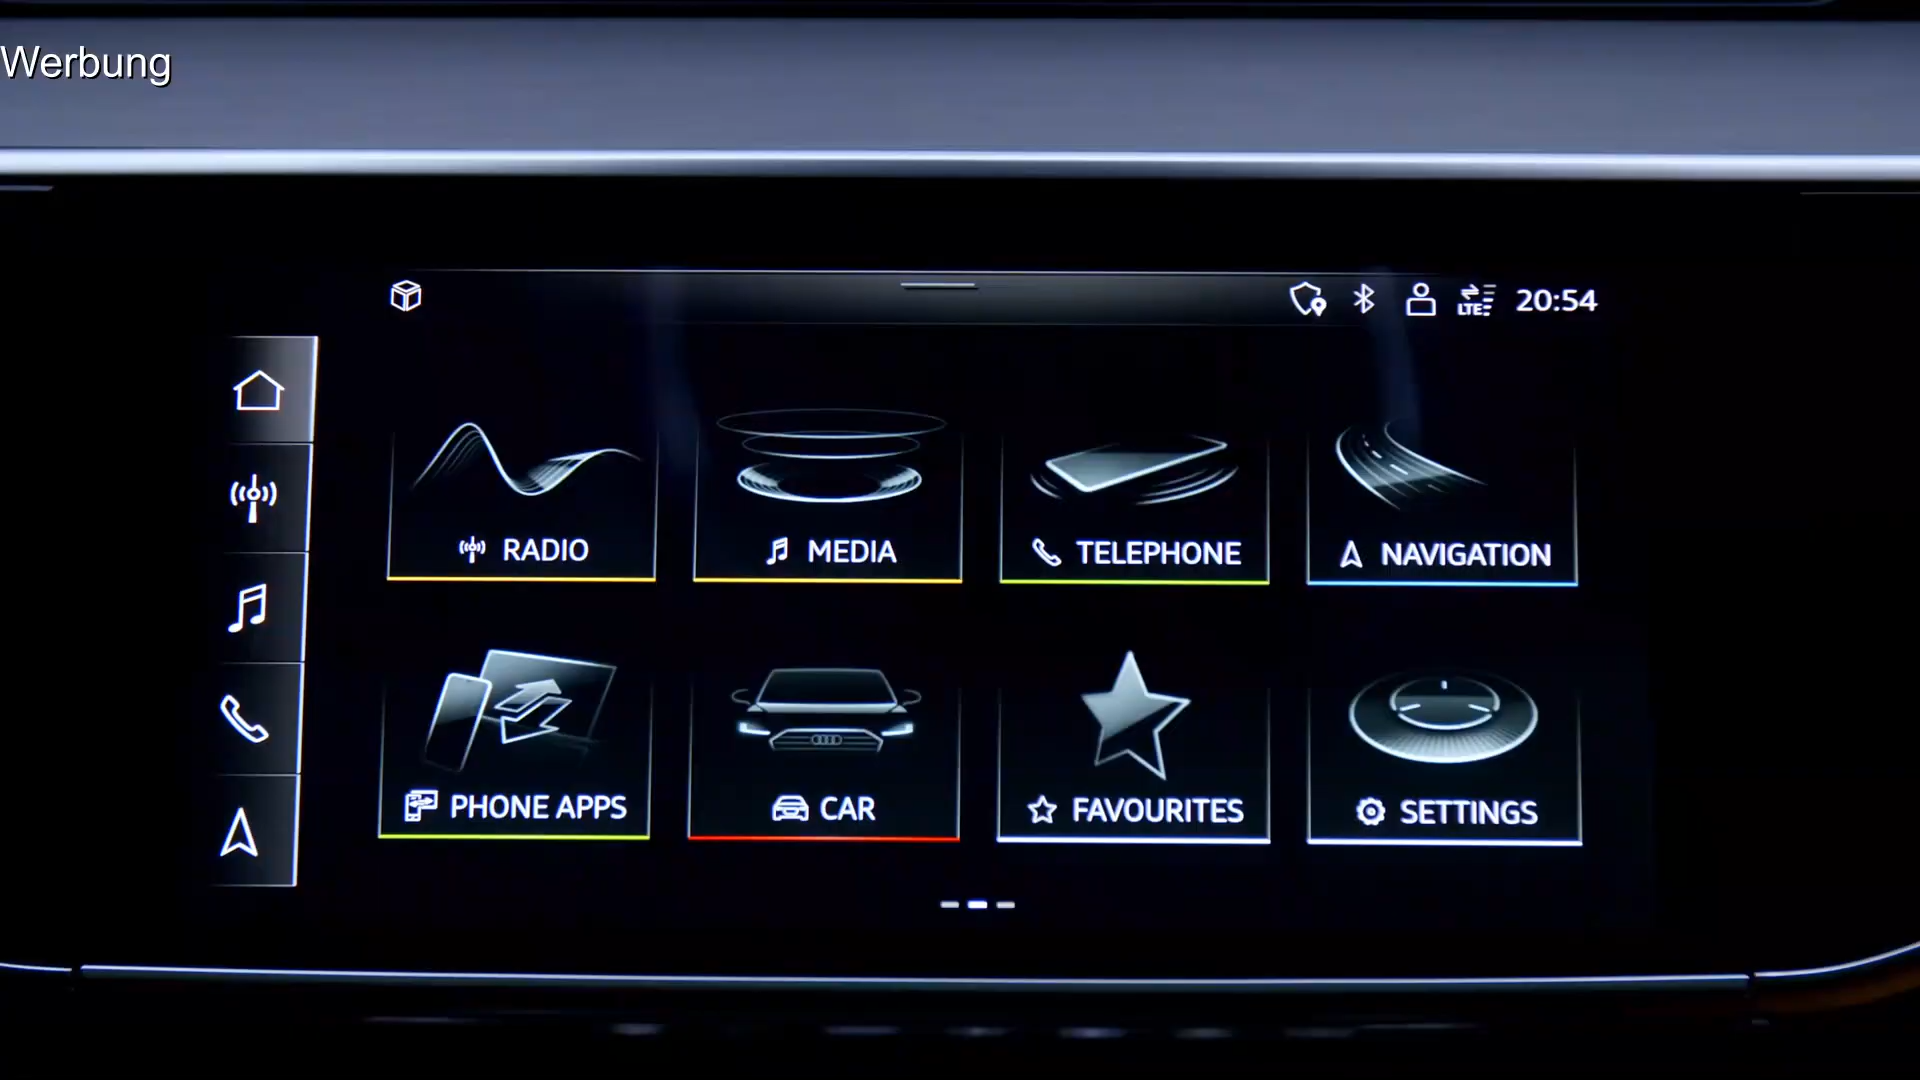 Werbung
LTE 20:54
RADIO
MEDIA
TELEPHONE
NAVIGATION
PHONE APPS
CAR
FAVOURITES
SETTINGS